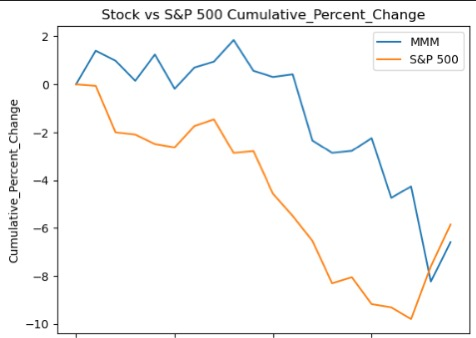 Stock vs S&P 500 Cumulative_Percent_Change
MMM
S&P 500
Cumulative_Percent_Change
2
0
−2
−4
−6
−8
−10